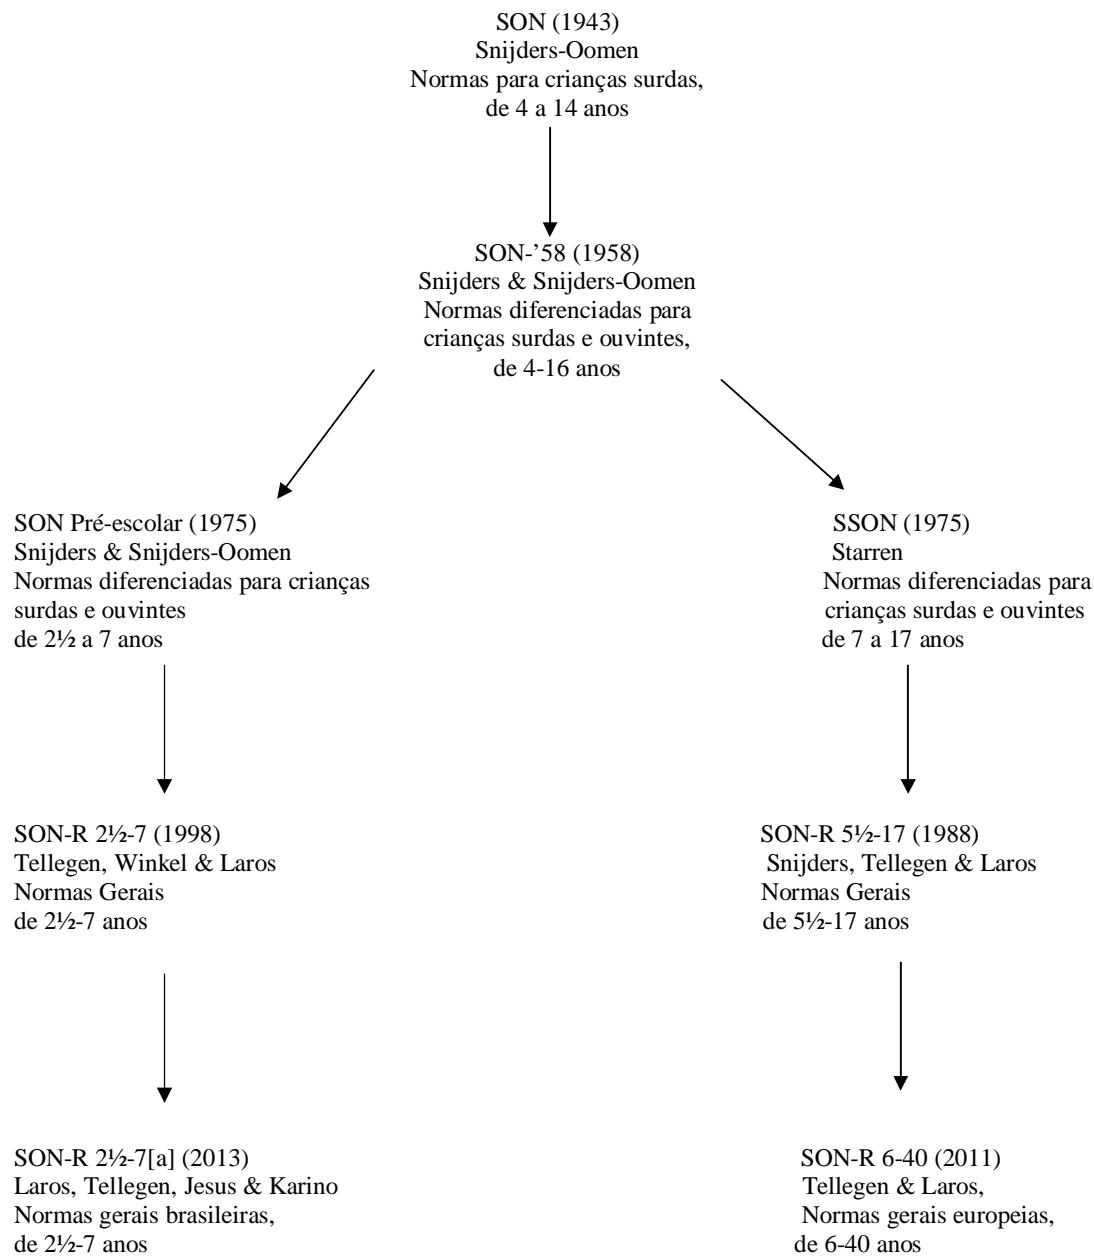 SON (1943)
Snijders-Oomen
Normas para crianças surdas,
de 4 a 14 anos
SON-’58 (1958)
Snijders & Snijders-Oomen
Normas diferenciadas para
crianças surdas e ouvintes,
de 4-16 anos
SON Pré-escolar (1975)
Snijders & Snijders-Oomen
Normas diferenciadas para crianças
surdas e ouvintes
de 2½ a 7 anos
SSON (1975)
Starren
Normas diferenciadas para
crianças surdas e ouvintes
de 7 a 17 anos
SON-R 2½-7 (1998)
Tellegen, Winkel & Laros
Normas Gerais
de 2½-7 anos
SON-R 5½-17 (1988)
Snijders, Tellegen & Laros
Normas Gerais
de 5½-17 anos
SON-R 2½-7[a] (2013)
Laros, Tellegen, Jesus & Karino
Normas gerais brasileiras,
de 2½-7 anos
SON-R 6-40 (2011)
Tellegen & Laros,
Normas gerais europeias,
de 6-40 anos